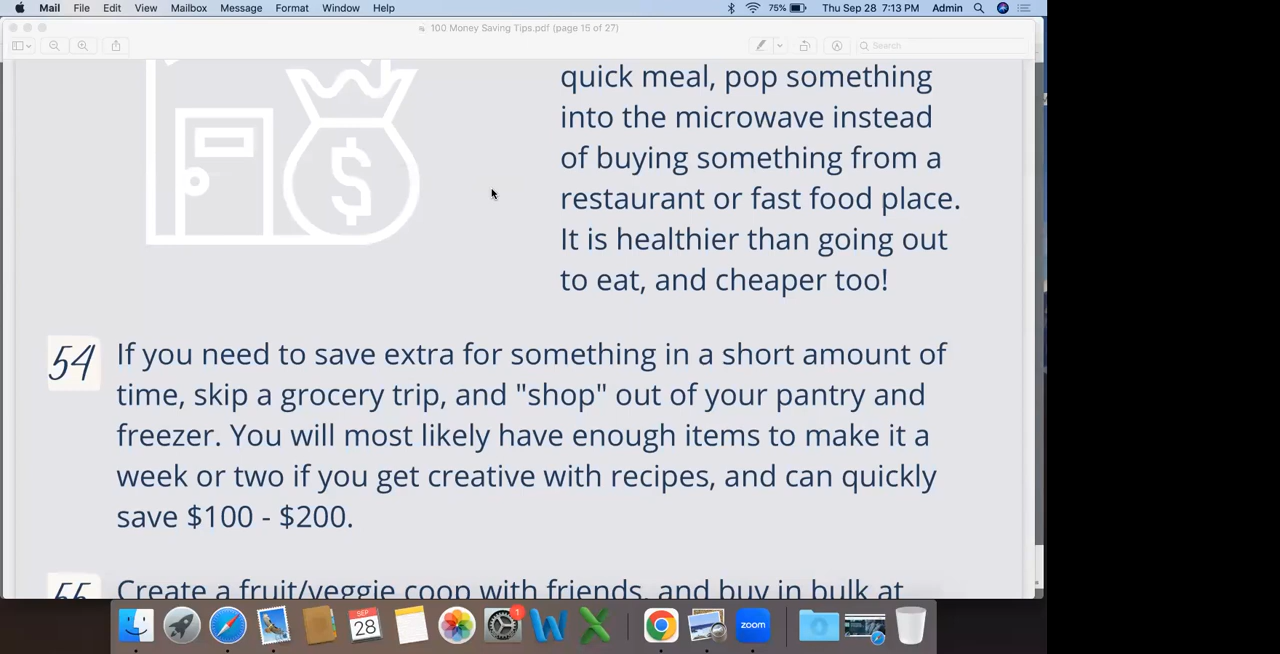 Mail File Edit View Mailbox Message Format Window Help 75% Thu Sep 28 7:13 PM Admin
100 Money Saving Tips.pdf (page 15 of 27)
Search
quick meal, pop something
into the microwave instead
of buying something from a
restaurant or fast food place.
It is healthier than going out
to eat, and cheaper too!
$
54 If you need to save extra for something in a short amount of
time, skip a grocery trip, and "shop" out of your pantry and
freezer. You will most likely have enough items to make it a
week or two if you get creative with recipes, and can quickly
save $100 - $200.
55 Create a fruit/veggie coop with friends, and buy in bulk at
SEP
28
1
W
X
zoom